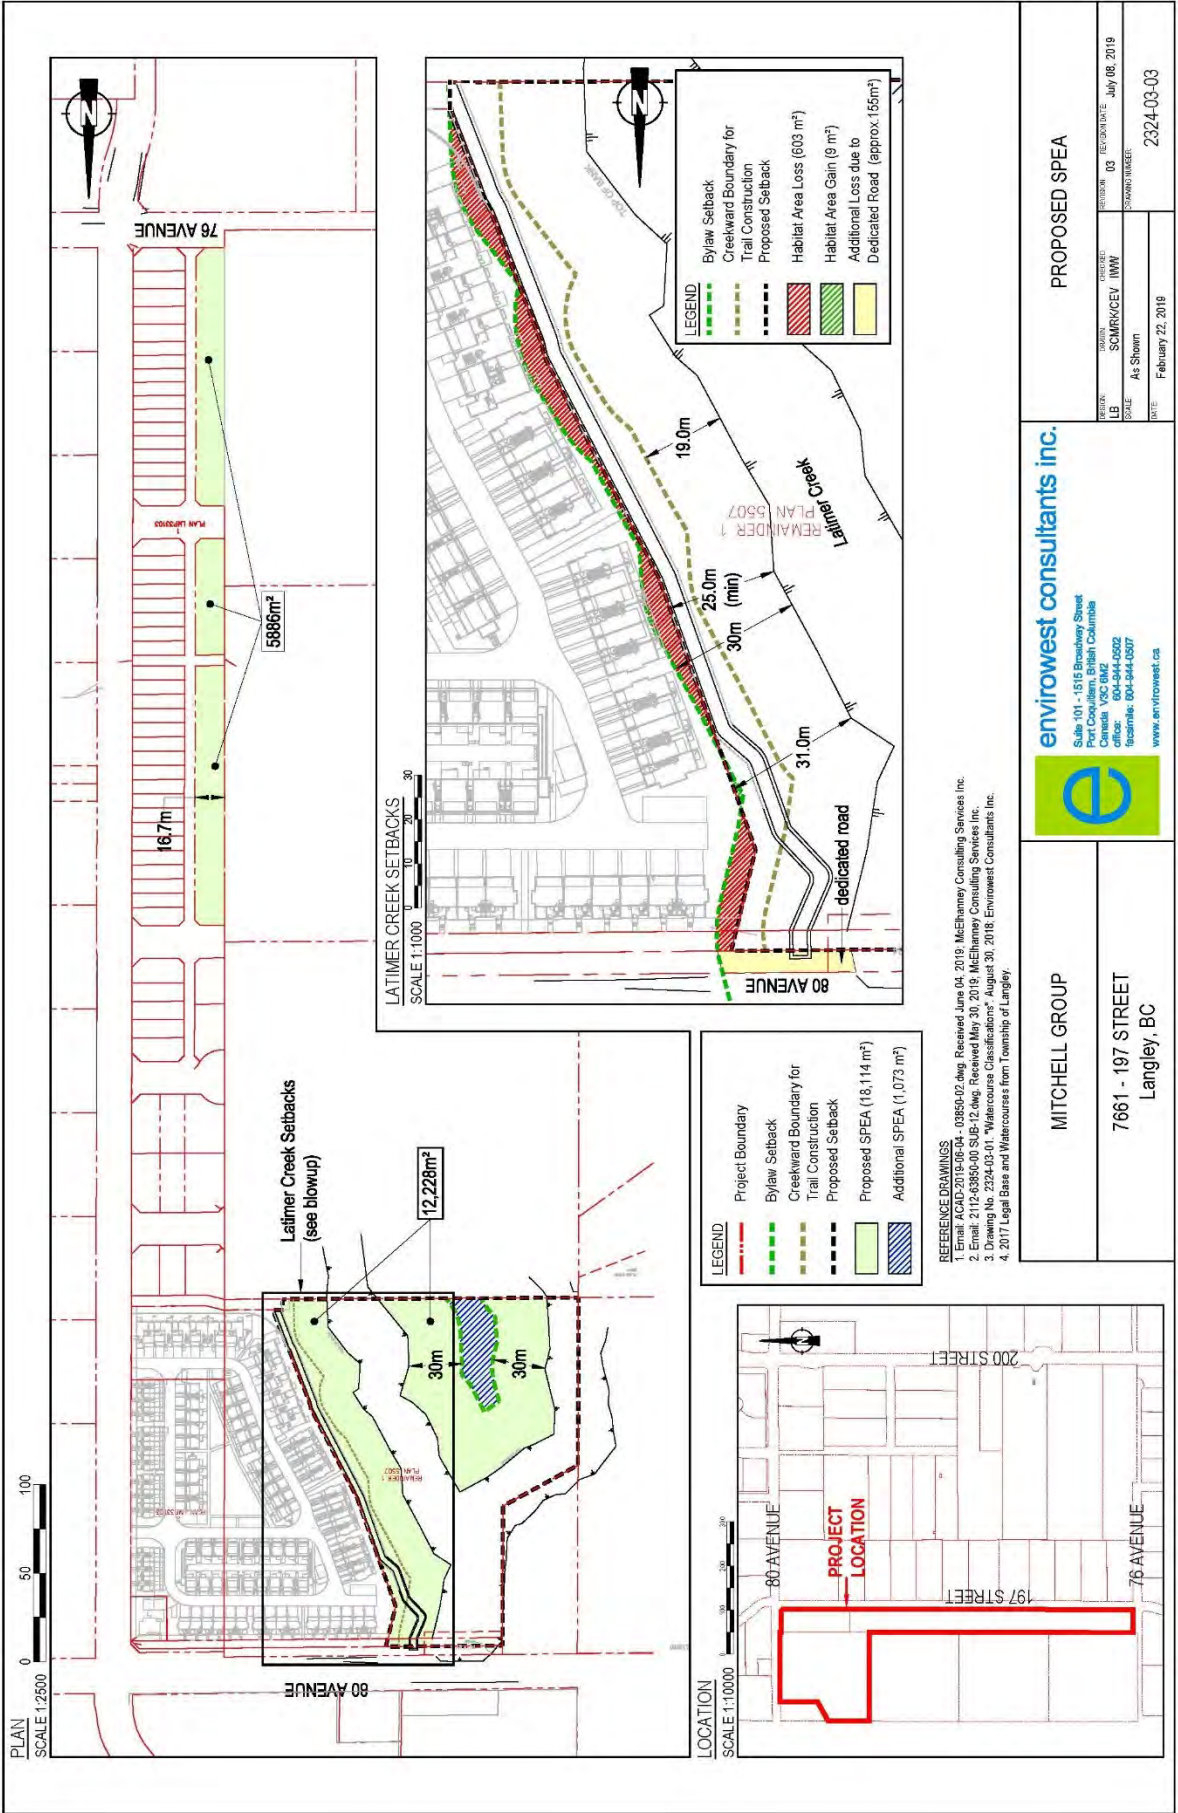 PLAN
SCALE 1:2500
0 50 100
76 AVENUE
N
PLAN LMP33103
16.7m
5886m²
Latimer Creek Setbacks
(see blowup)
12,228m²
30m
30m
REMAINDER 1
PLAN 5507
80 AVENUE
LATIMER CREEK SETBACKS
SCALE 1:1000
0 10 20 30
N
TOP OF BANK
19.0m
25.0m
(min)
30m
31.0m
REMAINDER 1
PLAN 5507
Latimer Creek
dedicated road
80 AVENUE
LEGEND
Bylaw Setback
Creekward Boundary for
Trail Construction
Proposed Setback
Habitat Area Loss (603 m²)
Habitat Area Gain (9 m²)
Additional Loss due to
Dedicated Road (approx.155m²)
LEGEND
Project Boundary
Bylaw Setback
Creekward Boundary for
Trail Construction
Proposed Setback
Proposed SPEA (18,114 m²)
Additional SPEA (1,073 m²)
LOCATION
SCALE 1:10000
N
80 AVENUE
200 STREET
PROJECT
LOCATION
197 STREET
76 AVENUE
REFERENCE DRAWINGS
1. Email: ACAD-2019-06-04 - 03850-02.dwg. Received June 04, 2019; McElhanney Consulting Services Inc.
2. Email: 2112-63850-00 SUB-12.dwg. Received May 30, 2019; McElhanney Consulting Services Inc.
3. Drawing No. 2324-03-01. "Watercourse Classifications". August 30, 2018; Envirowest Consultants Inc.
4. 2017 Legal Base and Watercourses from Township of Langley.
MITCHELL GROUP
7661 - 197 STREET
Langley, BC
e
envirowest consultants inc.
Suite 101 - 1515 Broadway Street
Port Coquitlam, British Columbia
Canada V3C 6M2
office: 604-944-0502
facsimile: 604-944-0507
www.envirowest.ca
PROPOSED SPEA
DESIGN: LB
DRAWN: SCM/RK/CEV
CHECKED: IWW
REVISION: 03
REVISION DATE: July 08, 2019
SCALE: As Shown
DRAWING NUMBER: 2324-03-03
DATE: February 22, 2019